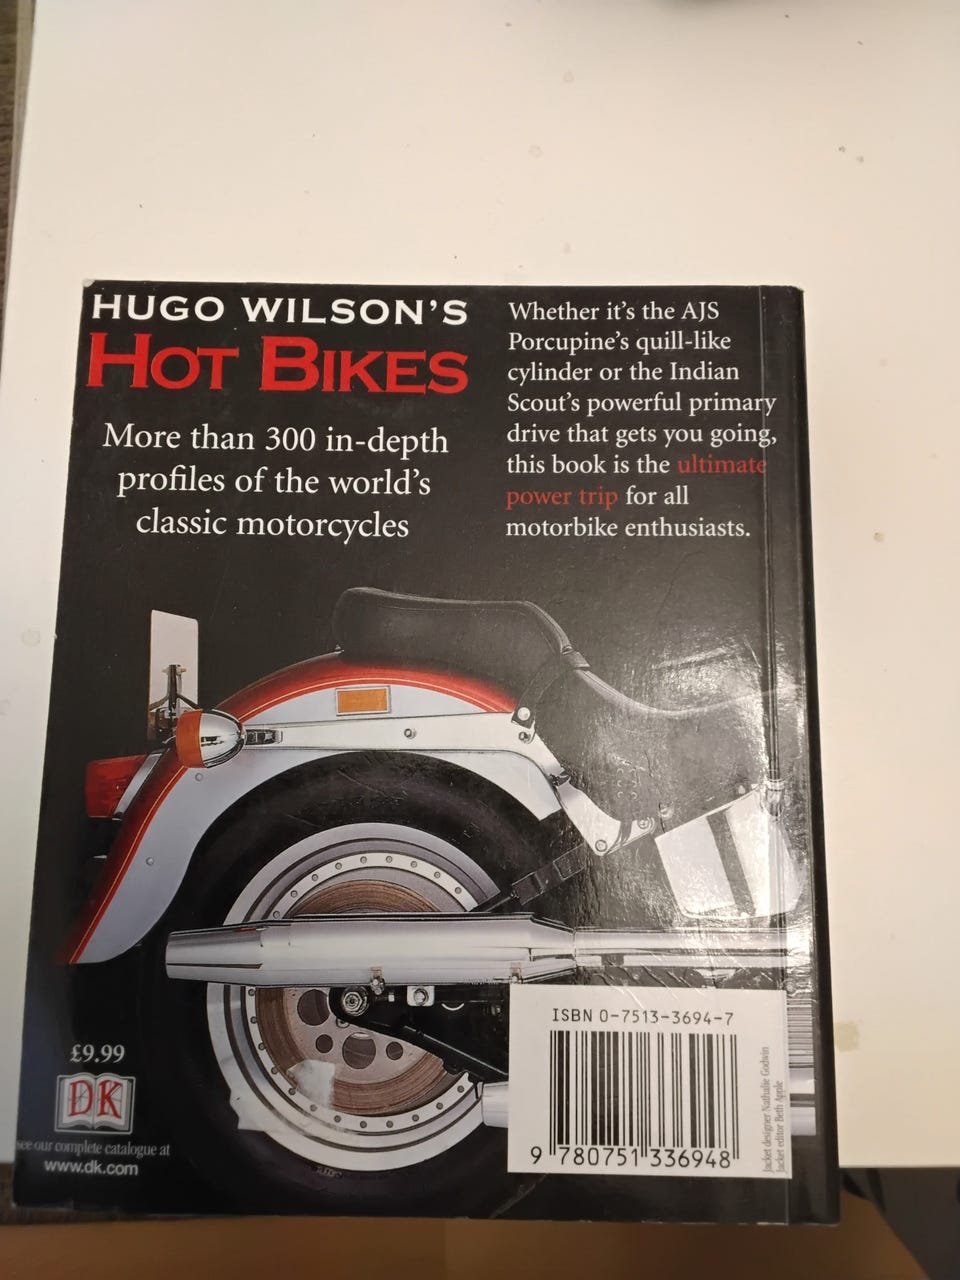 HUGO WILSON'S
HOT BIKES
More than 300 in-depth
profiles of the world's
classic motorcycles
Whether it's the AJS
Porcupine's quill-like
cylinder or the Indian
Scout's powerful primary
drive that gets you going,
this book is the ultimate
power trip for all
motorbike enthusiasts.
£9.99
DK
see our complete catalogue at
www.dk.com
ISBN 0-7513-3694-7
9 780751 336948
Jacket designer Nathalie Godwin
Jacket editor Beth Apple